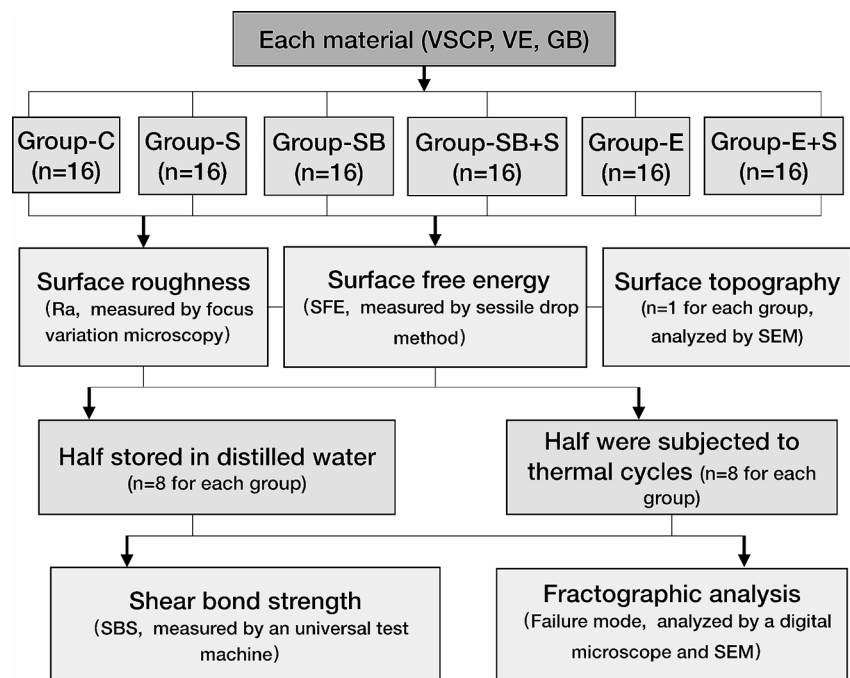 Each material (VSCP, VE, GB)
Group-C
(n=16)
Group-S
(n=16)
Group-SB
(n=16)
Group-SB+S
(n=16)
Group-E
(n=16)
Group-E+S
(n=16)
Surface roughness
(Ra, measured by focus
variation microscopy)
Surface free energy
(SFE, measured by sessile drop
method)
Surface topography
(n=1 for each group,
analyzed by SEM)
Half stored in distilled water
(n=8 for each group)
Half were subjected to
thermal cycles (n=8 for each
group)
Shear bond strength
(SBS, measured by an universal test
machine)
Fractographic analysis
(Failure mode, analyzed by a digital
microscope and SEM)